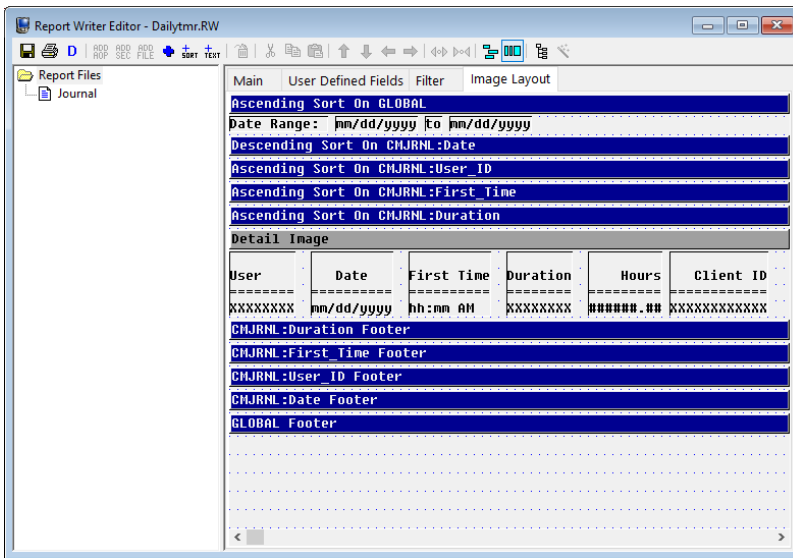 Report Writer Editor - Dailytmr.RW
D ADD AOP ADD SEC ADD FILE SORT TEXT
Report Files
Journal
Main User Defined Fields Filter Image Layout
Ascending Sort On GLOBAL
Date Range: mm/dd/yyyy to mm/dd/yyyy
Descending Sort On CMJRNL:Date
Ascending Sort On CMJRNL:User_ID
Ascending Sort On CMJRNL:First_Time
Ascending Sort On CMJRNL:Duration
Detail Image
User Date First Time Duration Hours Client ID
======== ========== ========== ======== ========= ============
XXXXXXXX mm/dd/yyyy hh:mm AM XXXXXXXX ######.## XXXXXXXXXXXX
CMJRNL:Duration Footer
CMJRNL:First_Time Footer
CMJRNL:User_ID Footer
CMJRNL:Date Footer
GLOBAL Footer